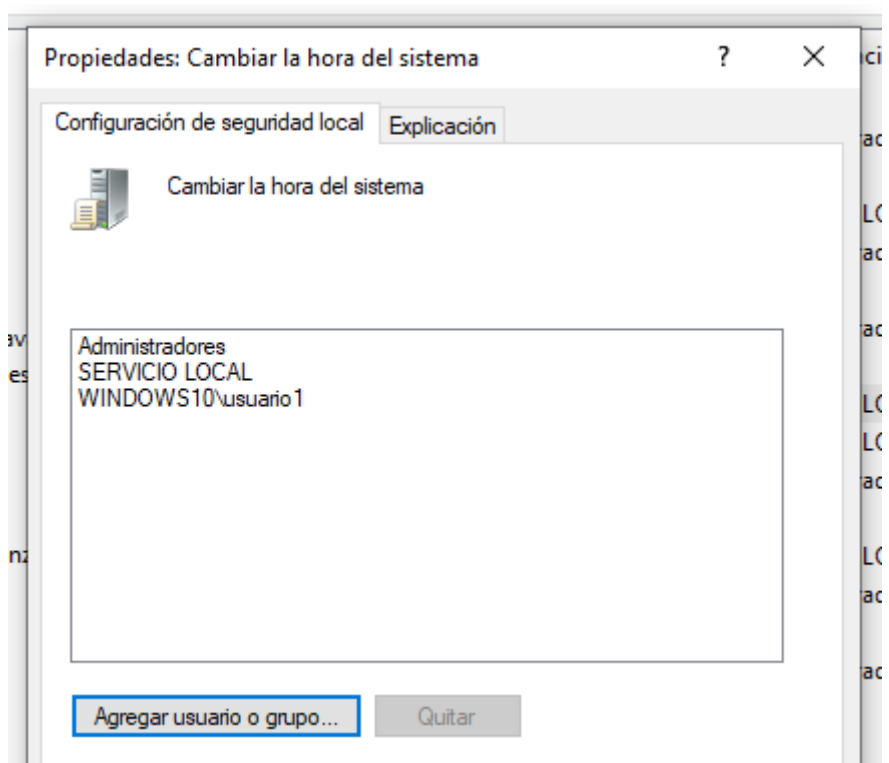 Propiedades: Cambiar la hora del sistema
Configuración de seguridad local
Explicación
Cambiar la hora del sistema
Administradores
SERVICIO LOCAL
WINDOWS10\usuario1
Agregar usuario o grupo...
Quitar